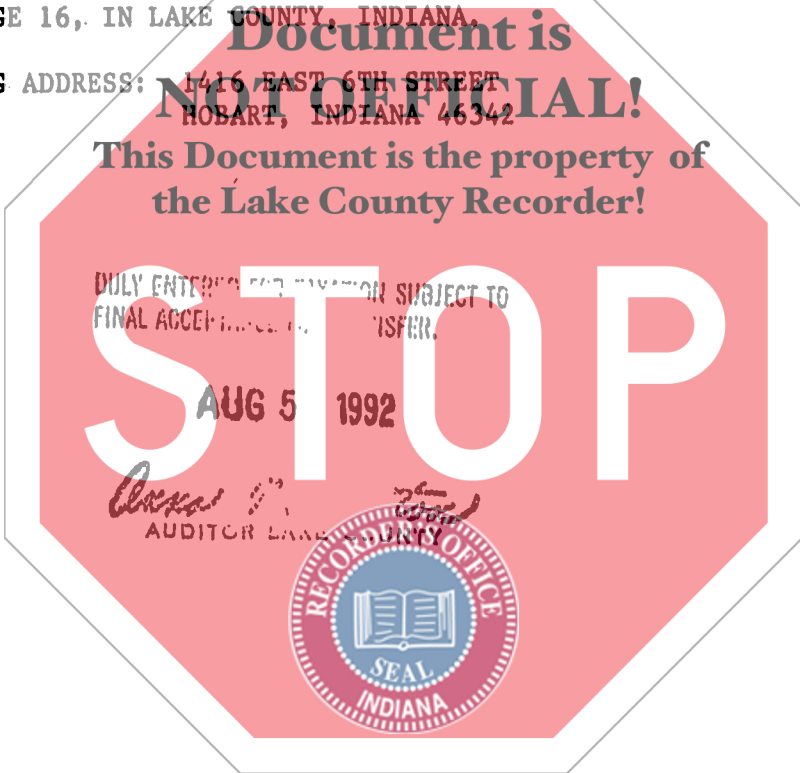 GE 16, IN LAKE COUNTY, INDIANA.
Document is
G ADDRESS: 1416 EAST 6TH STREET
NOT OFFICIAL!
HOBART, INDIANA 46342
This Document is the property of
the Lake County Recorder!
STOP
DULY ENTERED FOR TAXATION SUBJECT TO
FINAL ACCEPTANCE TRANSFER.
AUG 5 1992
AUDITOR LAKE COUNTY
RECORDER'S OFFICE
SEAL
INDIANA